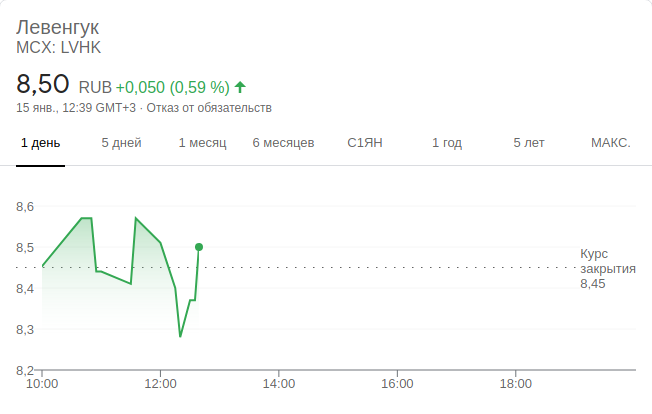 Левенгук
MCX: LVHK
8,50 RUB +0,050 (0,59 %)
15 янв., 12:39 GMT+3 · Отказ от обязательств
1 день 5 дней 1 месяц 6 месяцев С1ЯН 1 год 5 лет МАКС.
8,6
8,5
8,4
8,3
8,2
Курс
закрытия
8,45
10:00 12:00 14:00 16:00 18:00